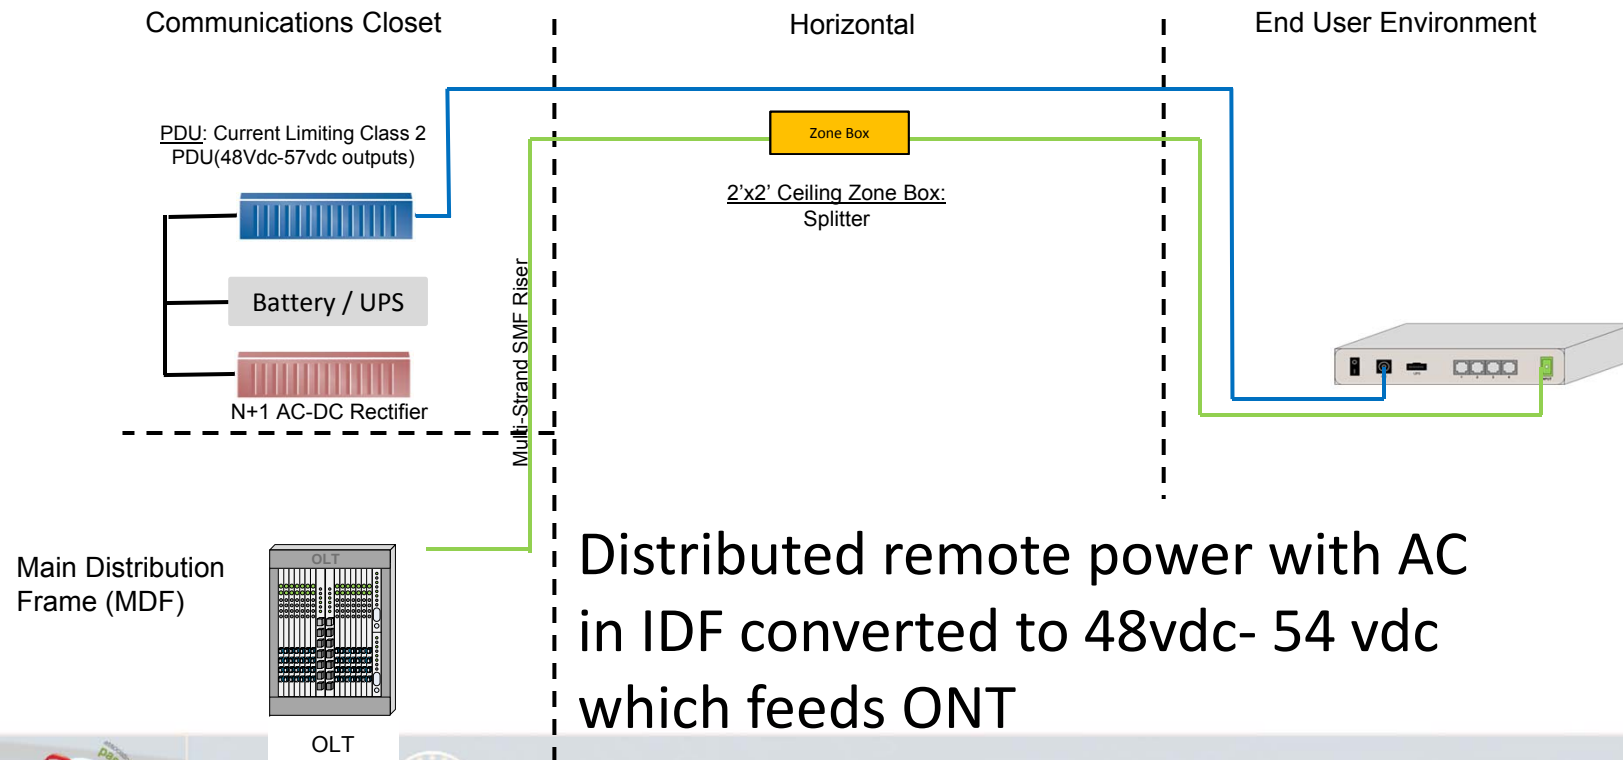 Communications Closet
Horizontal
End User Environment
PDU: Current Limiting Class 2
PDU(48Vdc-57vdc outputs)
Zone Box
2'x2' Ceiling Zone Box:
Splitter
Battery / UPS
N+1 AC-DC Rectifier
Multi-Strand SMF Riser
Main Distribution
Frame (MDF)
OLT
OLT
Distributed remote power with AC
in IDF converted to 48vdc- 54 vdc
which feeds ONT